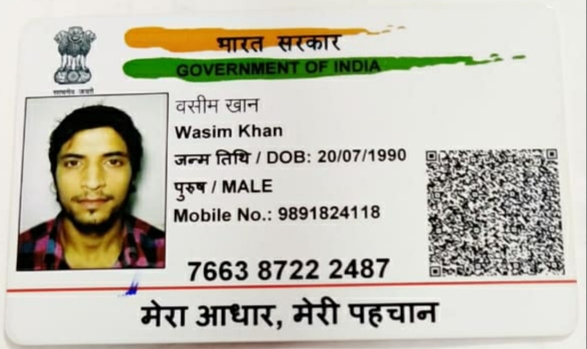 सत्यमेव जयते
भारत सरकार
GOVERNMENT OF INDIA
वसीम खान
Wasim Khan
जन्म तिथि / DOB: 20/07/1990
पुरुष / MALE
Mobile No.: 9891824118
7663 8722 2487
मेरा आधार, मेरी पहचान